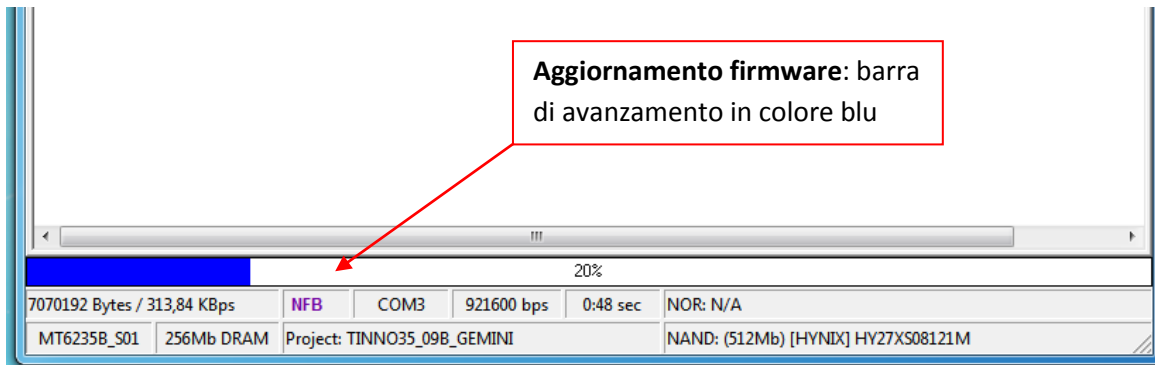 Aggiornamento firmware: barra
di avanzamento in colore blu
20%
7070192 Bytes / 313,84 KBps NFB COM3 921600 bps 0:48 sec NOR: N/A
MT6235B_S01 256Mb DRAM Project: TINNO35_09B_GEMINI NAND: (512Mb) [HYNIX] HY27XS08121M